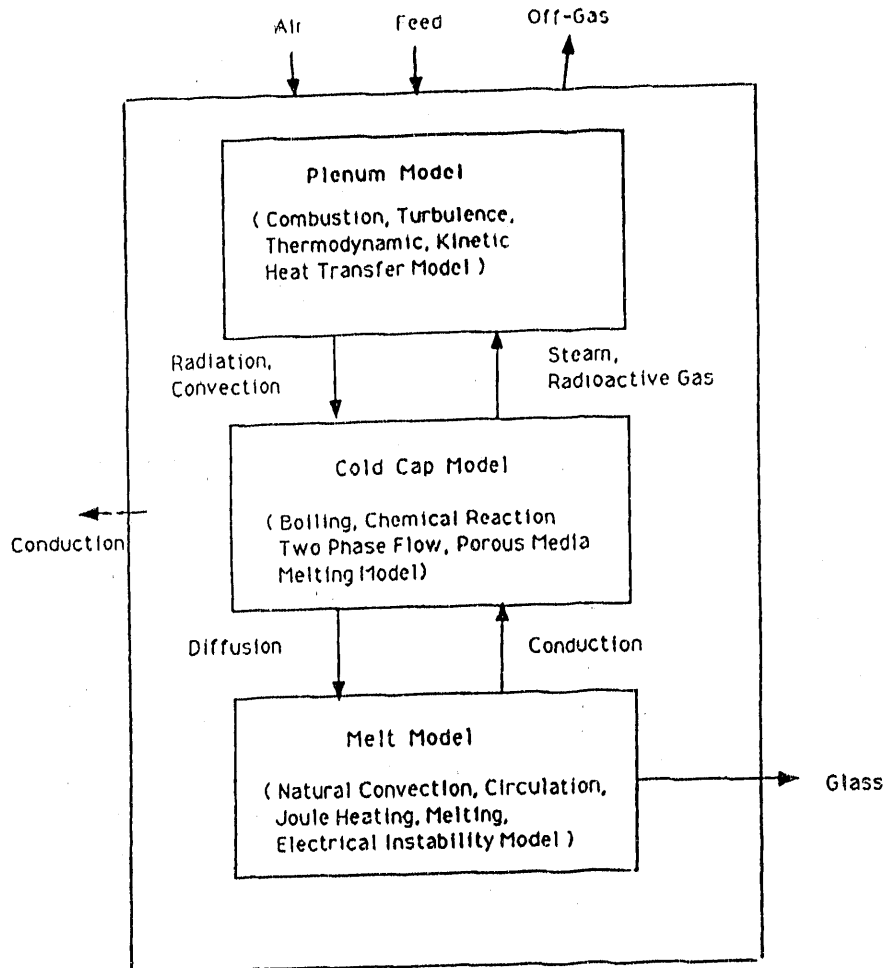 Air
Feed
Off-Gas
Plenum Model
( Combustion, Turbulence,
Thermodynamic, Kinetic
Heat Transfer Model )
Radiation,
Convection
Steam,
Radioactive Gas
Cold Cap Model
( Boiling, Chemical Reaction
Two Phase Flow, Porous Media
Melting Model)
Conduction
Diffusion
Conduction
Melt Model
( Natural Convection, Circulation,
Joule Heating, Melting,
Electrical Instability Model )
Glass